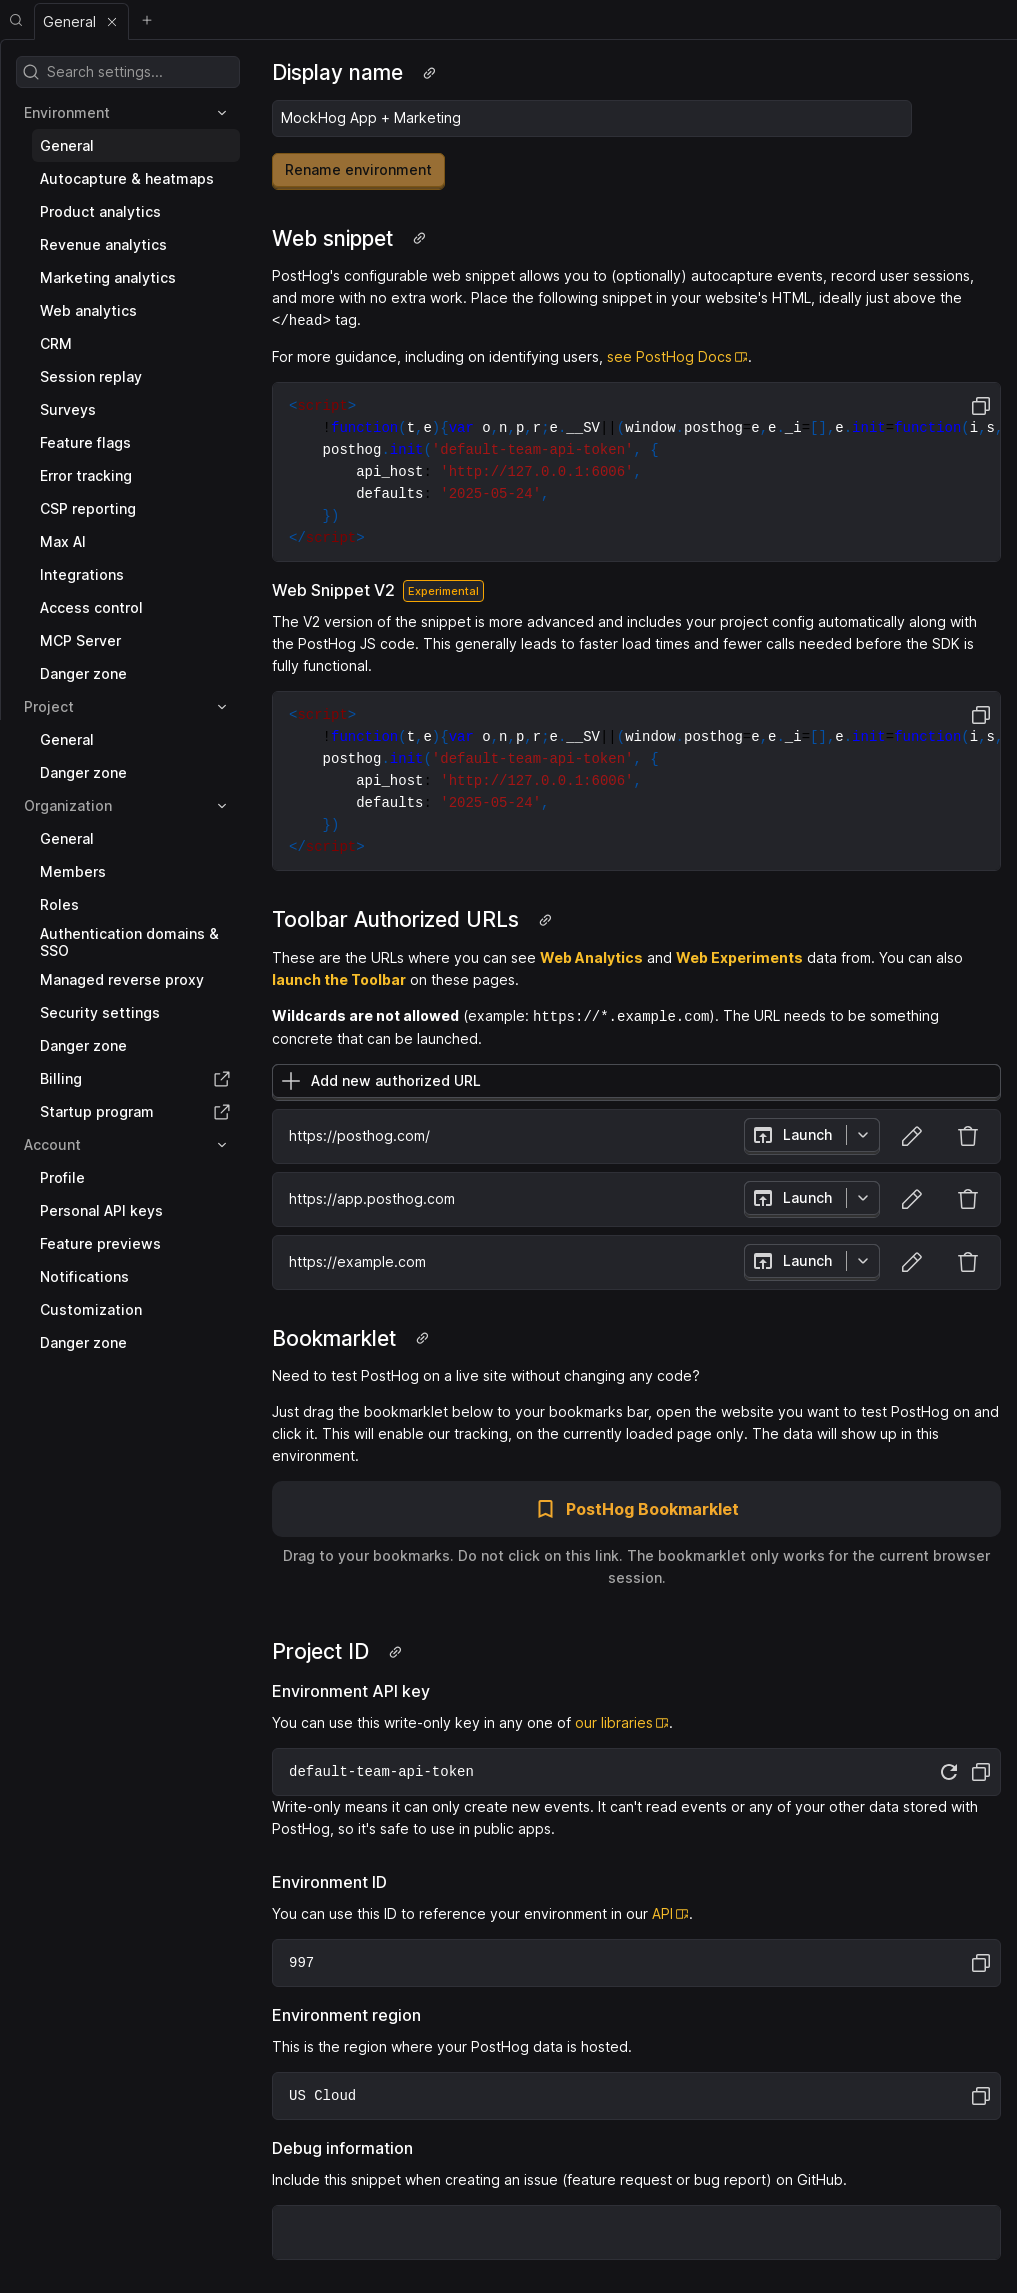 General
Search settings...
Environment
General
Autocapture & heatmaps
Product analytics
Revenue analytics
Marketing analytics
Web analytics
CRM
Session replay
Surveys
Feature flags
Error tracking
CSP reporting
Max AI
Integrations
Access control
MCP Server
Danger zone
Project
General
Danger zone
Organization
General
Members
Roles
Authentication domains &
SSO
Managed reverse proxy
Security settings
Danger zone
Billing
Startup program
Account
Profile
Personal API keys
Feature previews
Notifications
Customization
Danger zone
Display name
MockHog App + Marketing
Rename environment
Web snippet
PostHog's configurable web snippet allows you to (optionally) autocapture events, record user sessions,
and more with no extra work. Place the following snippet in your website's HTML, ideally just above the
</head> tag.
For more guidance, including on identifying users, see PostHog Docs.
<script>
!function(t,e){var o,n,p,r;e.__SV||(window.posthog=e,e._i=[],e.init=function(i,s,
posthog.init('default-team-api-token', {
api_host: 'http://127.0.0.1:6006',
defaults: '2025-05-24',
})
</script>
Web Snippet V2 Experimental
The V2 version of the snippet is more advanced and includes your project config automatically along with
the PostHog JS code. This generally leads to faster load times and fewer calls needed before the SDK is
fully functional.
<script>
!function(t,e){var o,n,p,r;e.__SV||(window.posthog=e,e._i=[],e.init=function(i,s,
posthog.init('default-team-api-token', {
api_host: 'http://127.0.0.1:6006',
defaults: '2025-05-24',
})
</script>
Toolbar Authorized URLs
These are the URLs where you can see Web Analytics and Web Experiments data from. You can also
launch the Toolbar on these pages.
Wildcards are not allowed (example: https://*.example.com). The URL needs to be something
concrete that can be launched.
Add new authorized URL
https://posthog.com/ Launch
https://app.posthog.com Launch
https://example.com Launch
Bookmarklet
Need to test PostHog on a live site without changing any code?
Just drag the bookmarklet below to your bookmarks bar, open the website you want to test PostHog on and
click it. This will enable our tracking, on the currently loaded page only. The data will show up in this
environment.
PostHog Bookmarklet
Drag to your bookmarks. Do not click on this link. The bookmarklet only works for the current browser
session.
Project ID
Environment API key
You can use this write-only key in any one of our libraries.
default-team-api-token
Write-only means it can only create new events. It can't read events or any of your other data stored with
PostHog, so it's safe to use in public apps.
Environment ID
You can use this ID to reference your environment in our API.
997
Environment region
This is the region where your PostHog data is hosted.
US Cloud
Debug information
Include this snippet when creating an issue (feature request or bug report) on GitHub.